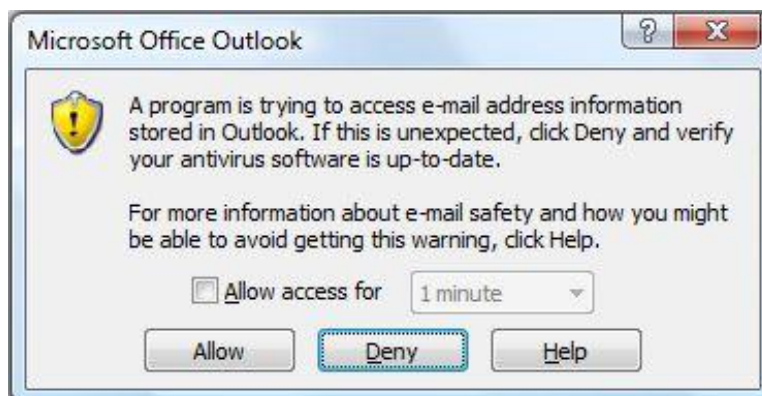 Microsoft Office Outlook
A program is trying to access e-mail address information
stored in Outlook. If this is unexpected, click Deny and verify
your antivirus software is up-to-date.
For more information about e-mail safety and how you might
be able to avoid getting this warning, click Help.
Allow access for 1 minute
Allow Deny Help